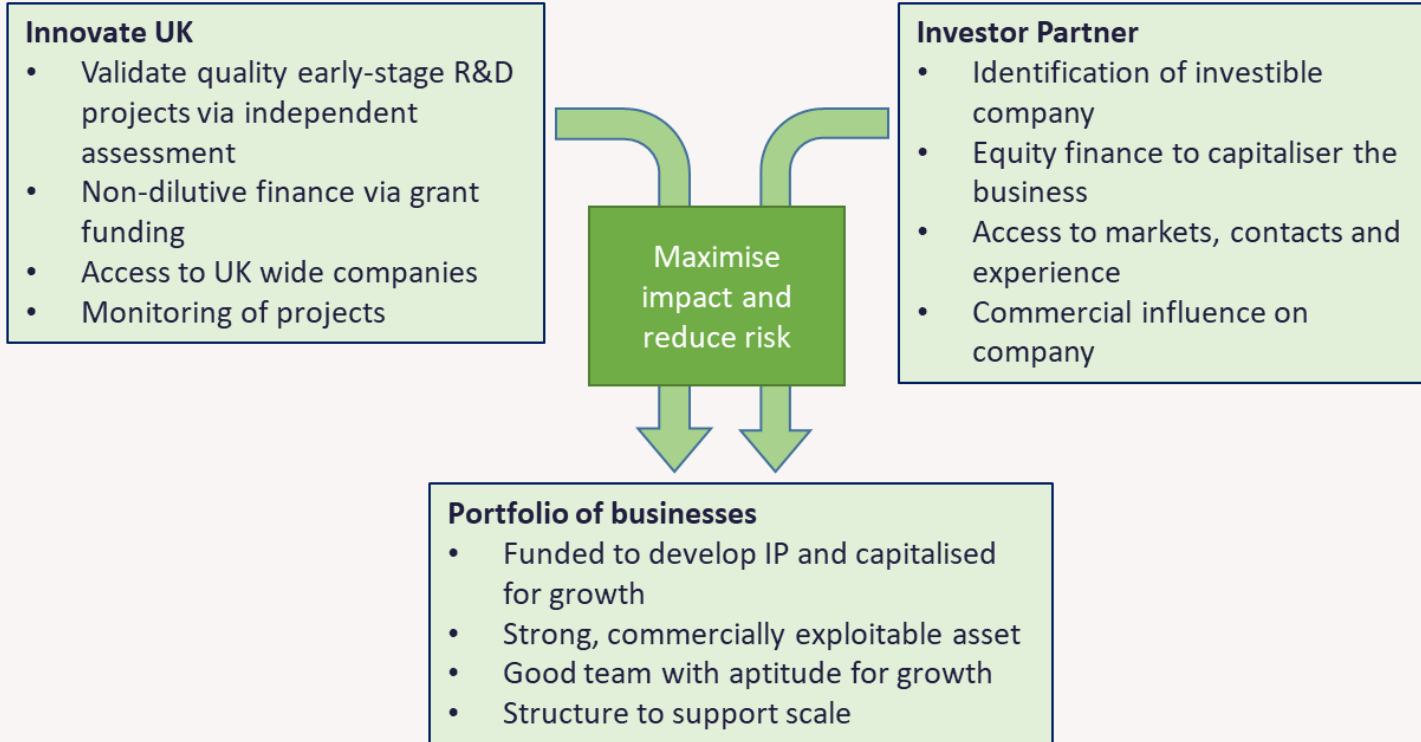 Innovate UK
• Validate quality early-stage R&D
projects via independent
assessment
• Non-dilutive finance via grant
funding
• Access to UK wide companies
• Monitoring of projects
Investor Partner
• Identification of investible
company
• Equity finance to capitaliser the
business
• Access to markets, contacts and
experience
• Commercial influence on
company
Maximise
impact and
reduce risk
Portfolio of businesses
• Funded to develop IP and capitalised
for growth
• Strong, commercially exploitable asset
• Good team with aptitude for growth
• Structure to support scale